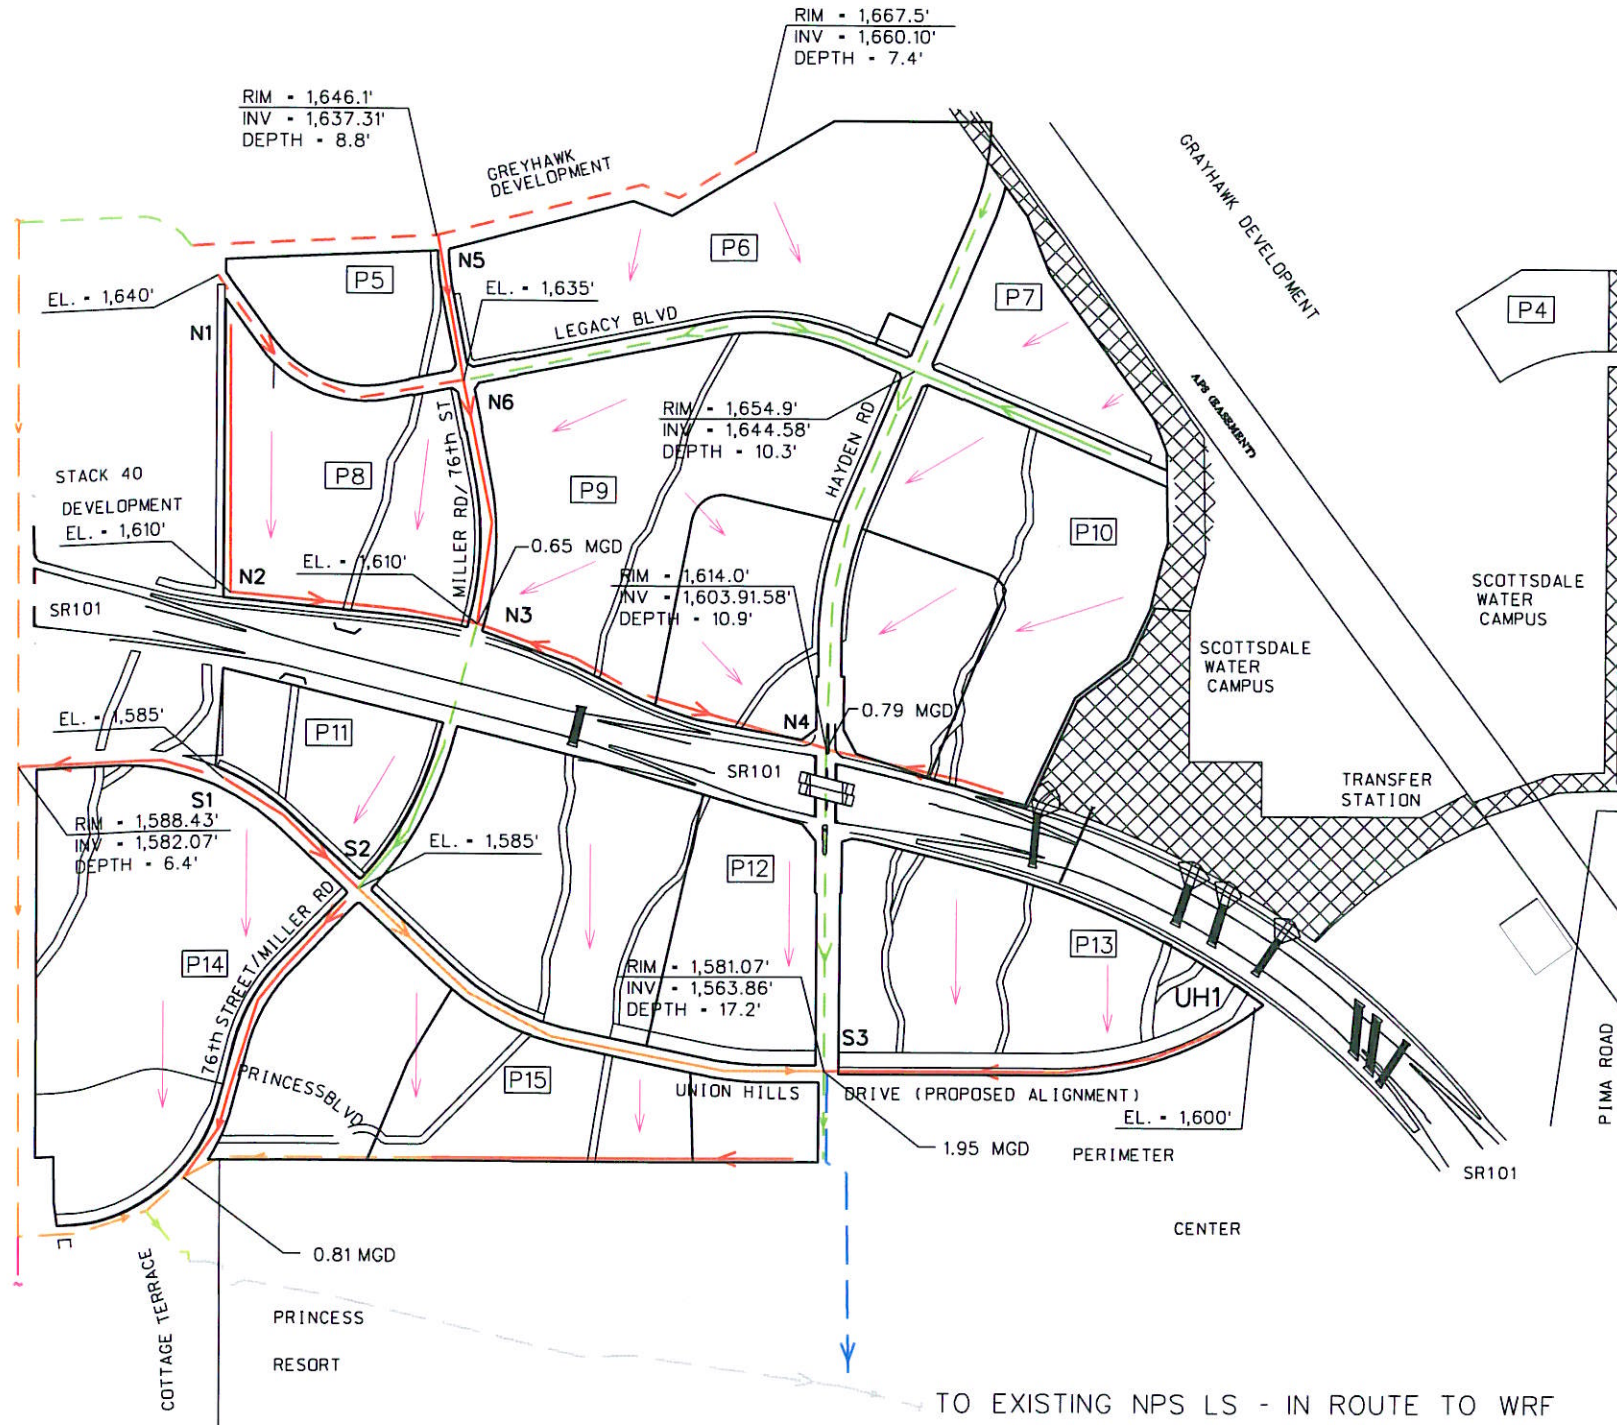 RIM - 1,667.5'
INV - 1,660.10'
DEPTH - 7.4'
RIM - 1,646.1'
INV - 1,637.31'
DEPTH - 8.8'
GREYHAWK
DEVELOPMENT
GRAYHAWK DEVELOPMENT
P5
N5
P6
P7
P4
EL. - 1,640'
EL. - 1,635'
N1
LEGACY BLVD
N6
APS (EASEMENT)
RIM - 1,654.9'
INV - 1,644.58'
DEPTH - 10.3'
HAYDEN RD
MILLER RD/ 76th ST
STACK 40
DEVELOPMENT
EL. - 1,610'
P8
P9
P10
0.65 MGD
EL. - 1,610'
N2
N3
RIM - 1,614.0'
INV - 1,603.91.58'
DEPTH - 10.9'
SR101
SCOTTSDALE
WATER
CAMPUS
SCOTTSDALE
WATER
CAMPUS
EL. - 1,585'
P11
N4
0.79 MGD
SR101
TRANSFER
STATION
S1
RIM - 1,588.43'
INV - 1,582.07'
DEPTH - 6.4'
S2
EL. - 1,585'
P12
P13
P14
76th STREET/MILLER RD
RIM - 1,581.07'
INV - 1,563.86'
DEPTH - 17.2'
UH1
S3
PRINCESSBLVD
P15
UNION HILLS
DRIVE (PROPOSED ALIGNMENT)
EL. - 1,600'
PIMA ROAD
1.95 MGD
PERIMETER
SR101
CENTER
0.81 MGD
COTTAGE TERRACE
PRINCESS
RESORT
TO EXISTING NPS LS - IN ROUTE TO WRF